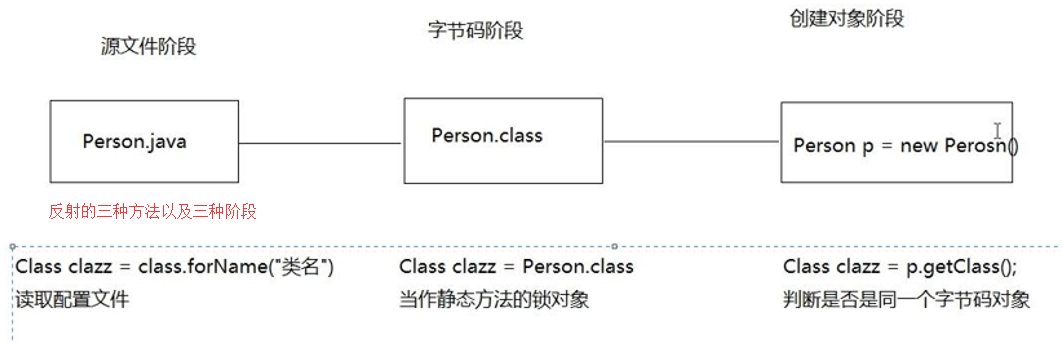 源文件阶段
字节码阶段
创建对象阶段
Person.java
Person.class
Person p = new Perosn()
反射的三种方法以及三种阶段
Class clazz = class.forName("类名")
读取配置文件
Class clazz = Person.class
当作静态方法的锁对象
Class clazz = p.getClass();
判断是否是同一个字节码对象